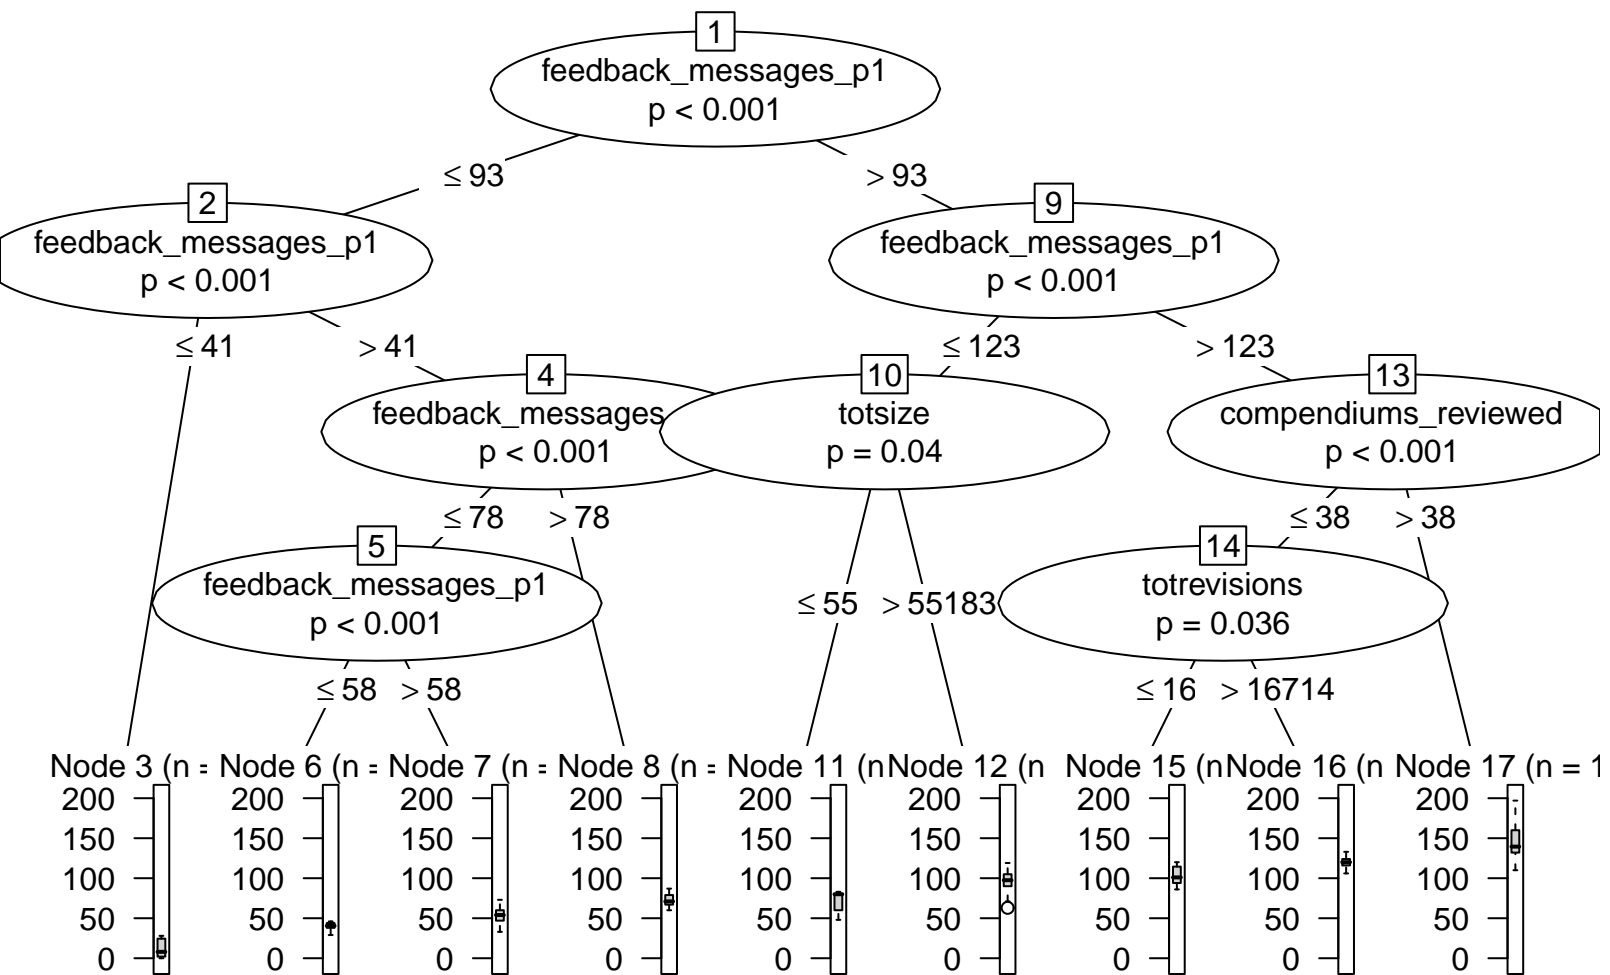 1
feedback_messages_p1
p < 0.001
≤ 93
> 93
2
feedback_messages_p1
p < 0.001
9
feedback_messages_p1
p < 0.001
≤ 41
> 41
≤ 123
> 123
4
feedback_messages
p < 0.001
10
totsize
p = 0.04
13
compendiums_reviewed
p < 0.001
≤ 78
> 78
≤ 38
> 38
5
feedback_messages_p1
p < 0.001
≤ 55
> 55183
14
totrevisions
p = 0.036
≤ 58
> 58
≤ 16
> 16714
Node 3 (n =
Node 6 (n =
Node 7 (n =
Node 8 (n =
Node 11 (n
Node 12 (n
Node 15 (n
Node 16 (n
Node 17 (n = 1
200 200 200 200 200 200 200 200 200
150 150 150 150 150 150 150 150 150
100 100 100 100 100 100 100 100 100
50 50 50 50 50 50 50 50 50
0 0 0 0 0 0 0 0 0